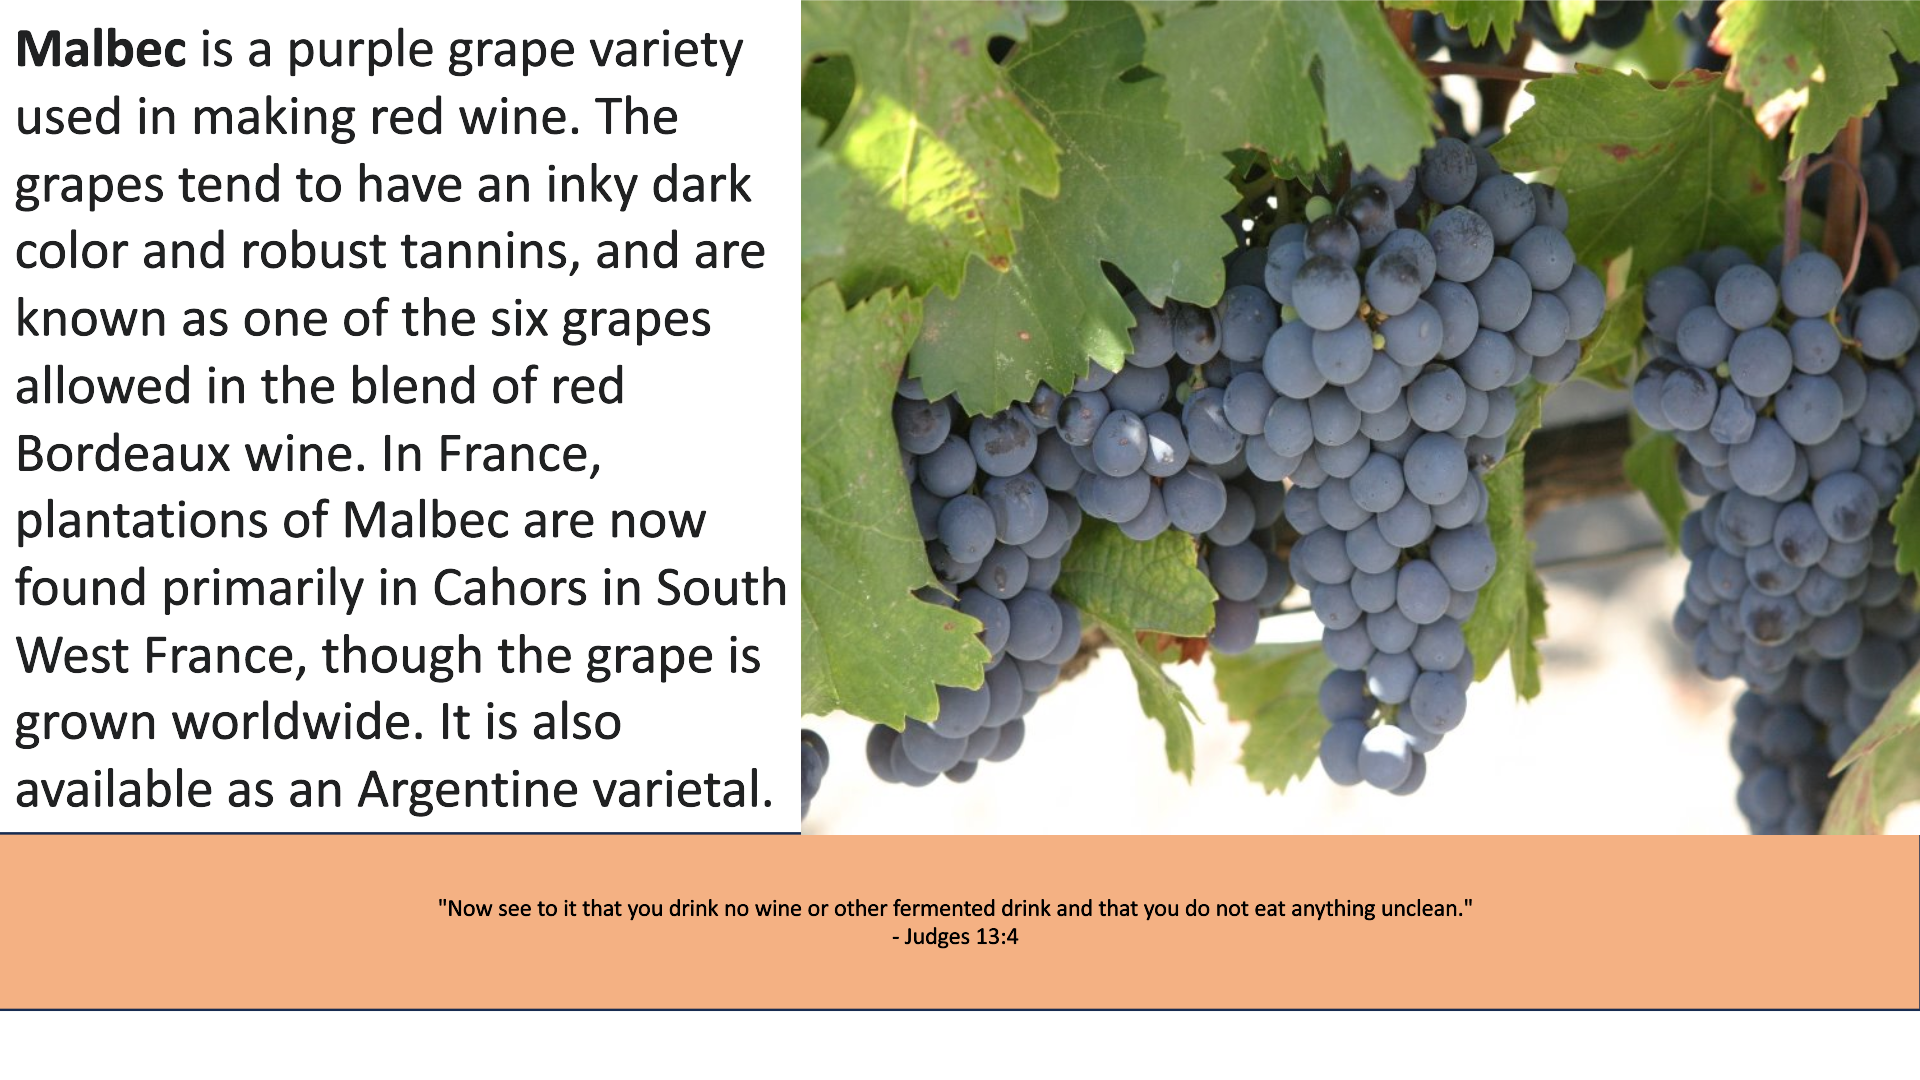 Malbec is a purple grape variety
used in making red wine. The
grapes tend to have an inky dark
color and robust tannins, and are
known as one of the six grapes
allowed in the blend of red
Bordeaux wine. In France,
plantations of Malbec are now
found primarily in Cahors in South
West France, though the grape is
grown worldwide. It is also
available as an Argentine varietal.
"Now see to it that you drink no wine or other fermented drink and that you do not eat anything unclean."
- Judges 13:4